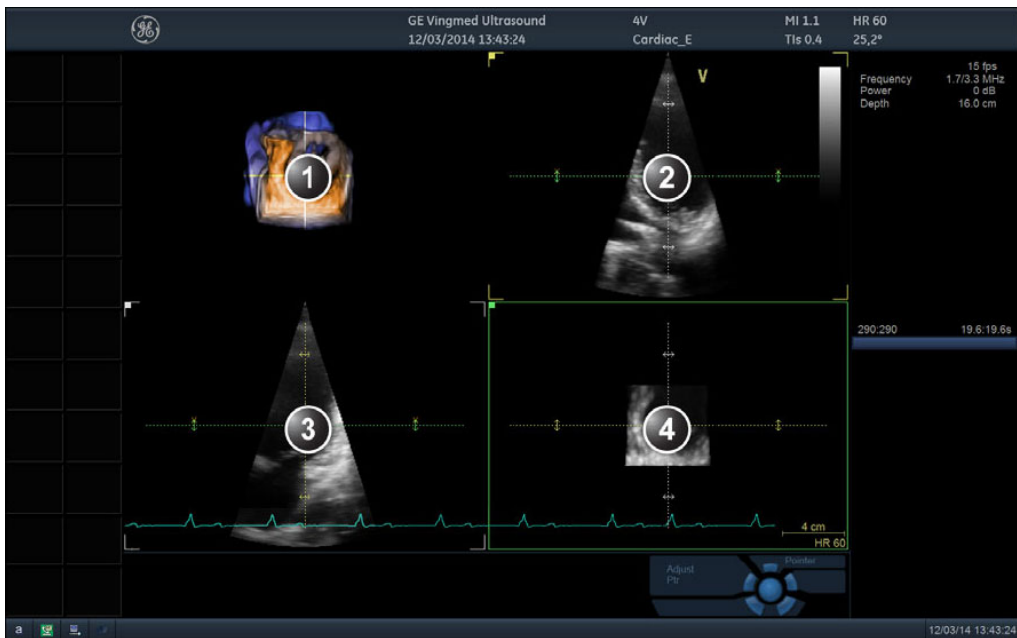 GE Vingmed Ultrasound 4V MI 1.1 HR 60
12/03/2014 13:43:24 Cardiac_E TIs 0.4 25,2°
15 fps
Frequency 1.7/3.3 MHz
Power 0 dB
Depth 16.0 cm
V
1
2
290:290 19.6:19.6s
3
4
4 cm
HR 60
Adjust Pointer
Ptr
a
12/03/14 13:43:24